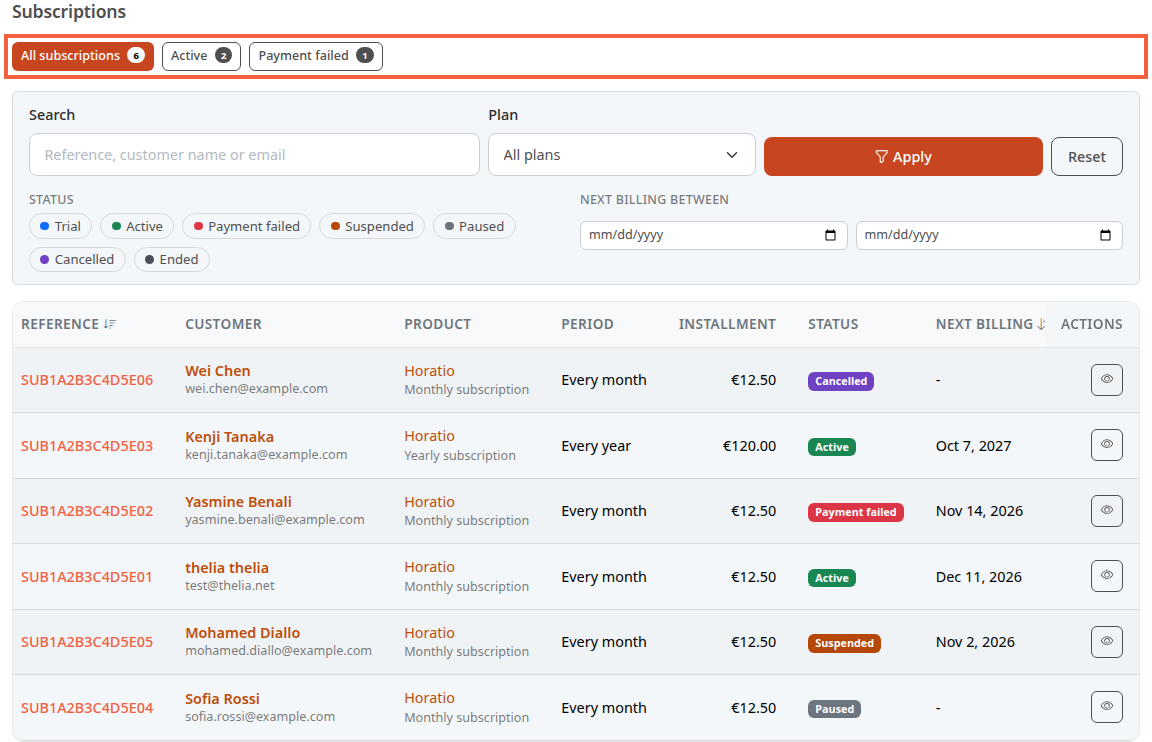 Subscriptions
All subscriptions 6 Active 2 Payment failed 1
Search Plan
Reference, customer name or email All plans Apply Reset
STATUS NEXT BILLING BETWEEN
Trial Active Payment failed Suspended Paused mm/dd/yyyy mm/dd/yyyy
Cancelled Ended
REFERENCE CUSTOMER PRODUCT PERIOD INSTALLMENT STATUS NEXT BILLING ACTIONS
SUB1A2B3C4D5E06 Wei Chen Horatio Every month €12.50 Cancelled -
wei.chen@example.com Monthly subscription
SUB1A2B3C4D5E03 Kenji Tanaka Horatio Every year €120.00 Active Oct 7, 2027
kenji.tanaka@example.com Yearly subscription
SUB1A2B3C4D5E02 Yasmine Benali Horatio Every month €12.50 Payment failed Nov 14, 2026
yasmine.benali@example.com Monthly subscription
SUB1A2B3C4D5E01 thelia thelia Horatio Every month €12.50 Active Dec 11, 2026
test@thelia.net Monthly subscription
SUB1A2B3C4D5E05 Mohamed Diallo Horatio Every month €12.50 Suspended Nov 2, 2026
mohamed.diallo@example.com Monthly subscription
SUB1A2B3C4D5E04 Sofia Rossi Horatio Every month €12.50 Paused -
sofia.rossi@example.com Monthly subscription